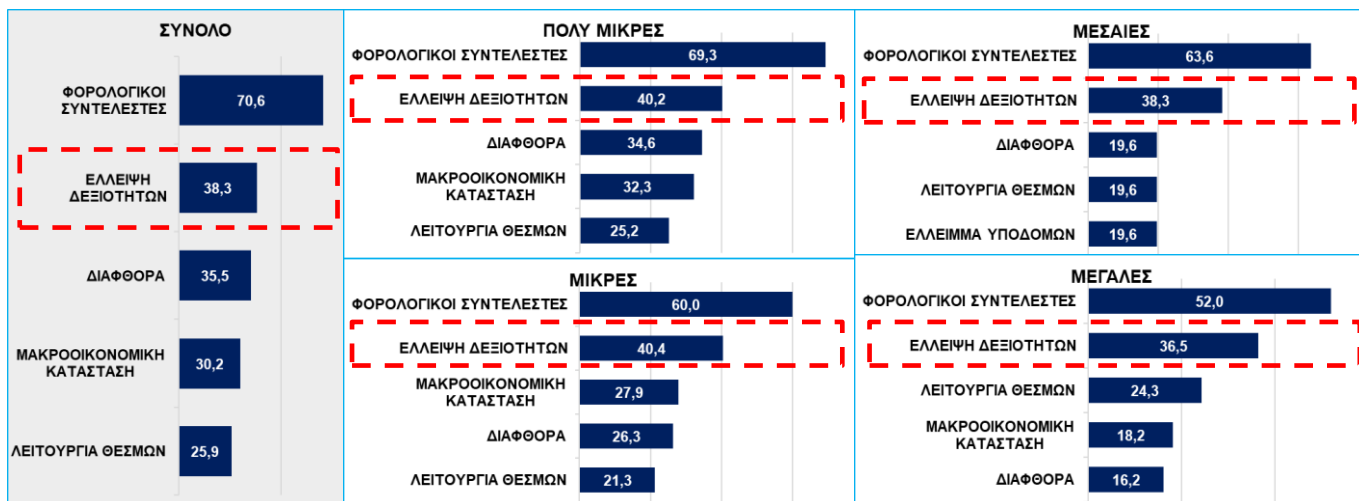 ΣΥΝΟΛΟ
ΦΟΡΟΛΟΓΙΚΟΙ
ΣΥΝΤΕΛΕΣΤΕΣ
70,6
ΕΛΛΕΙΨΗ
ΔΕΞΙΟΤΗΤΩΝ
38,3
ΔΙΑΦΘΟΡΑ
35,5
ΜΑΚΡΟΟΙΚΟΝΟΜΙΚΗ
ΚΑΤΑΣΤΑΣΗ
30,2
ΛΕΙΤΟΥΡΓΙΑ ΘΕΣΜΩΝ
25,9
ΠΟΛΥ ΜΙΚΡΕΣ
ΦΟΡΟΛΟΓΙΚΟΙ ΣΥΝΤΕΛΕΣΤΕΣ
69,3
ΕΛΛΕΙΨΗ ΔΕΞΙΟΤΗΤΩΝ
40,2
ΔΙΑΦΘΟΡΑ
34,6
ΜΑΚΡΟΟΙΚΟΝΟΜΙΚΗ
ΚΑΤΑΣΤΑΣΗ
32,3
ΛΕΙΤΟΥΡΓΙΑ ΘΕΣΜΩΝ
25,2
ΜΕΣΑΙΕΣ
ΦΟΡΟΛΟΓΙΚΟΙ ΣΥΝΤΕΛΕΣΤΕΣ
63,6
ΕΛΛΕΙΨΗ ΔΕΞΙΟΤΗΤΩΝ
38,3
ΔΙΑΦΘΟΡΑ
19,6
ΛΕΙΤΟΥΡΓΙΑ ΘΕΣΜΩΝ
19,6
ΕΛΛΕΙΜΜΑ ΥΠΟΔΟΜΩΝ
19,6
ΜΙΚΡΕΣ
ΦΟΡΟΛΟΓΙΚΟΙ ΣΥΝΤΕΛΕΣΤΕΣ
60,0
ΕΛΛΕΙΨΗ ΔΕΞΙΟΤΗΤΩΝ
40,4
ΜΑΚΡΟΟΙΚΟΝΟΜΙΚΗ
ΚΑΤΑΣΤΑΣΗ
27,9
ΔΙΑΦΘΟΡΑ
26,3
ΛΕΙΤΟΥΡΓΙΑ ΘΕΣΜΩΝ
21,3
ΜΕΓΑΛΕΣ
ΦΟΡΟΛΟΓΙΚΟΙ ΣΥΝΤΕΛΕΣΤΕΣ
52,0
ΕΛΛΕΙΨΗ ΔΕΞΙΟΤΗΤΩΝ
36,5
ΛΕΙΤΟΥΡΓΙΑ ΘΕΣΜΩΝ
24,3
ΜΑΚΡΟΟΙΚΟΝΟΜΙΚΗ
ΚΑΤΑΣΤΑΣΗ
18,2
ΔΙΑΦΘΟΡΑ
16,2